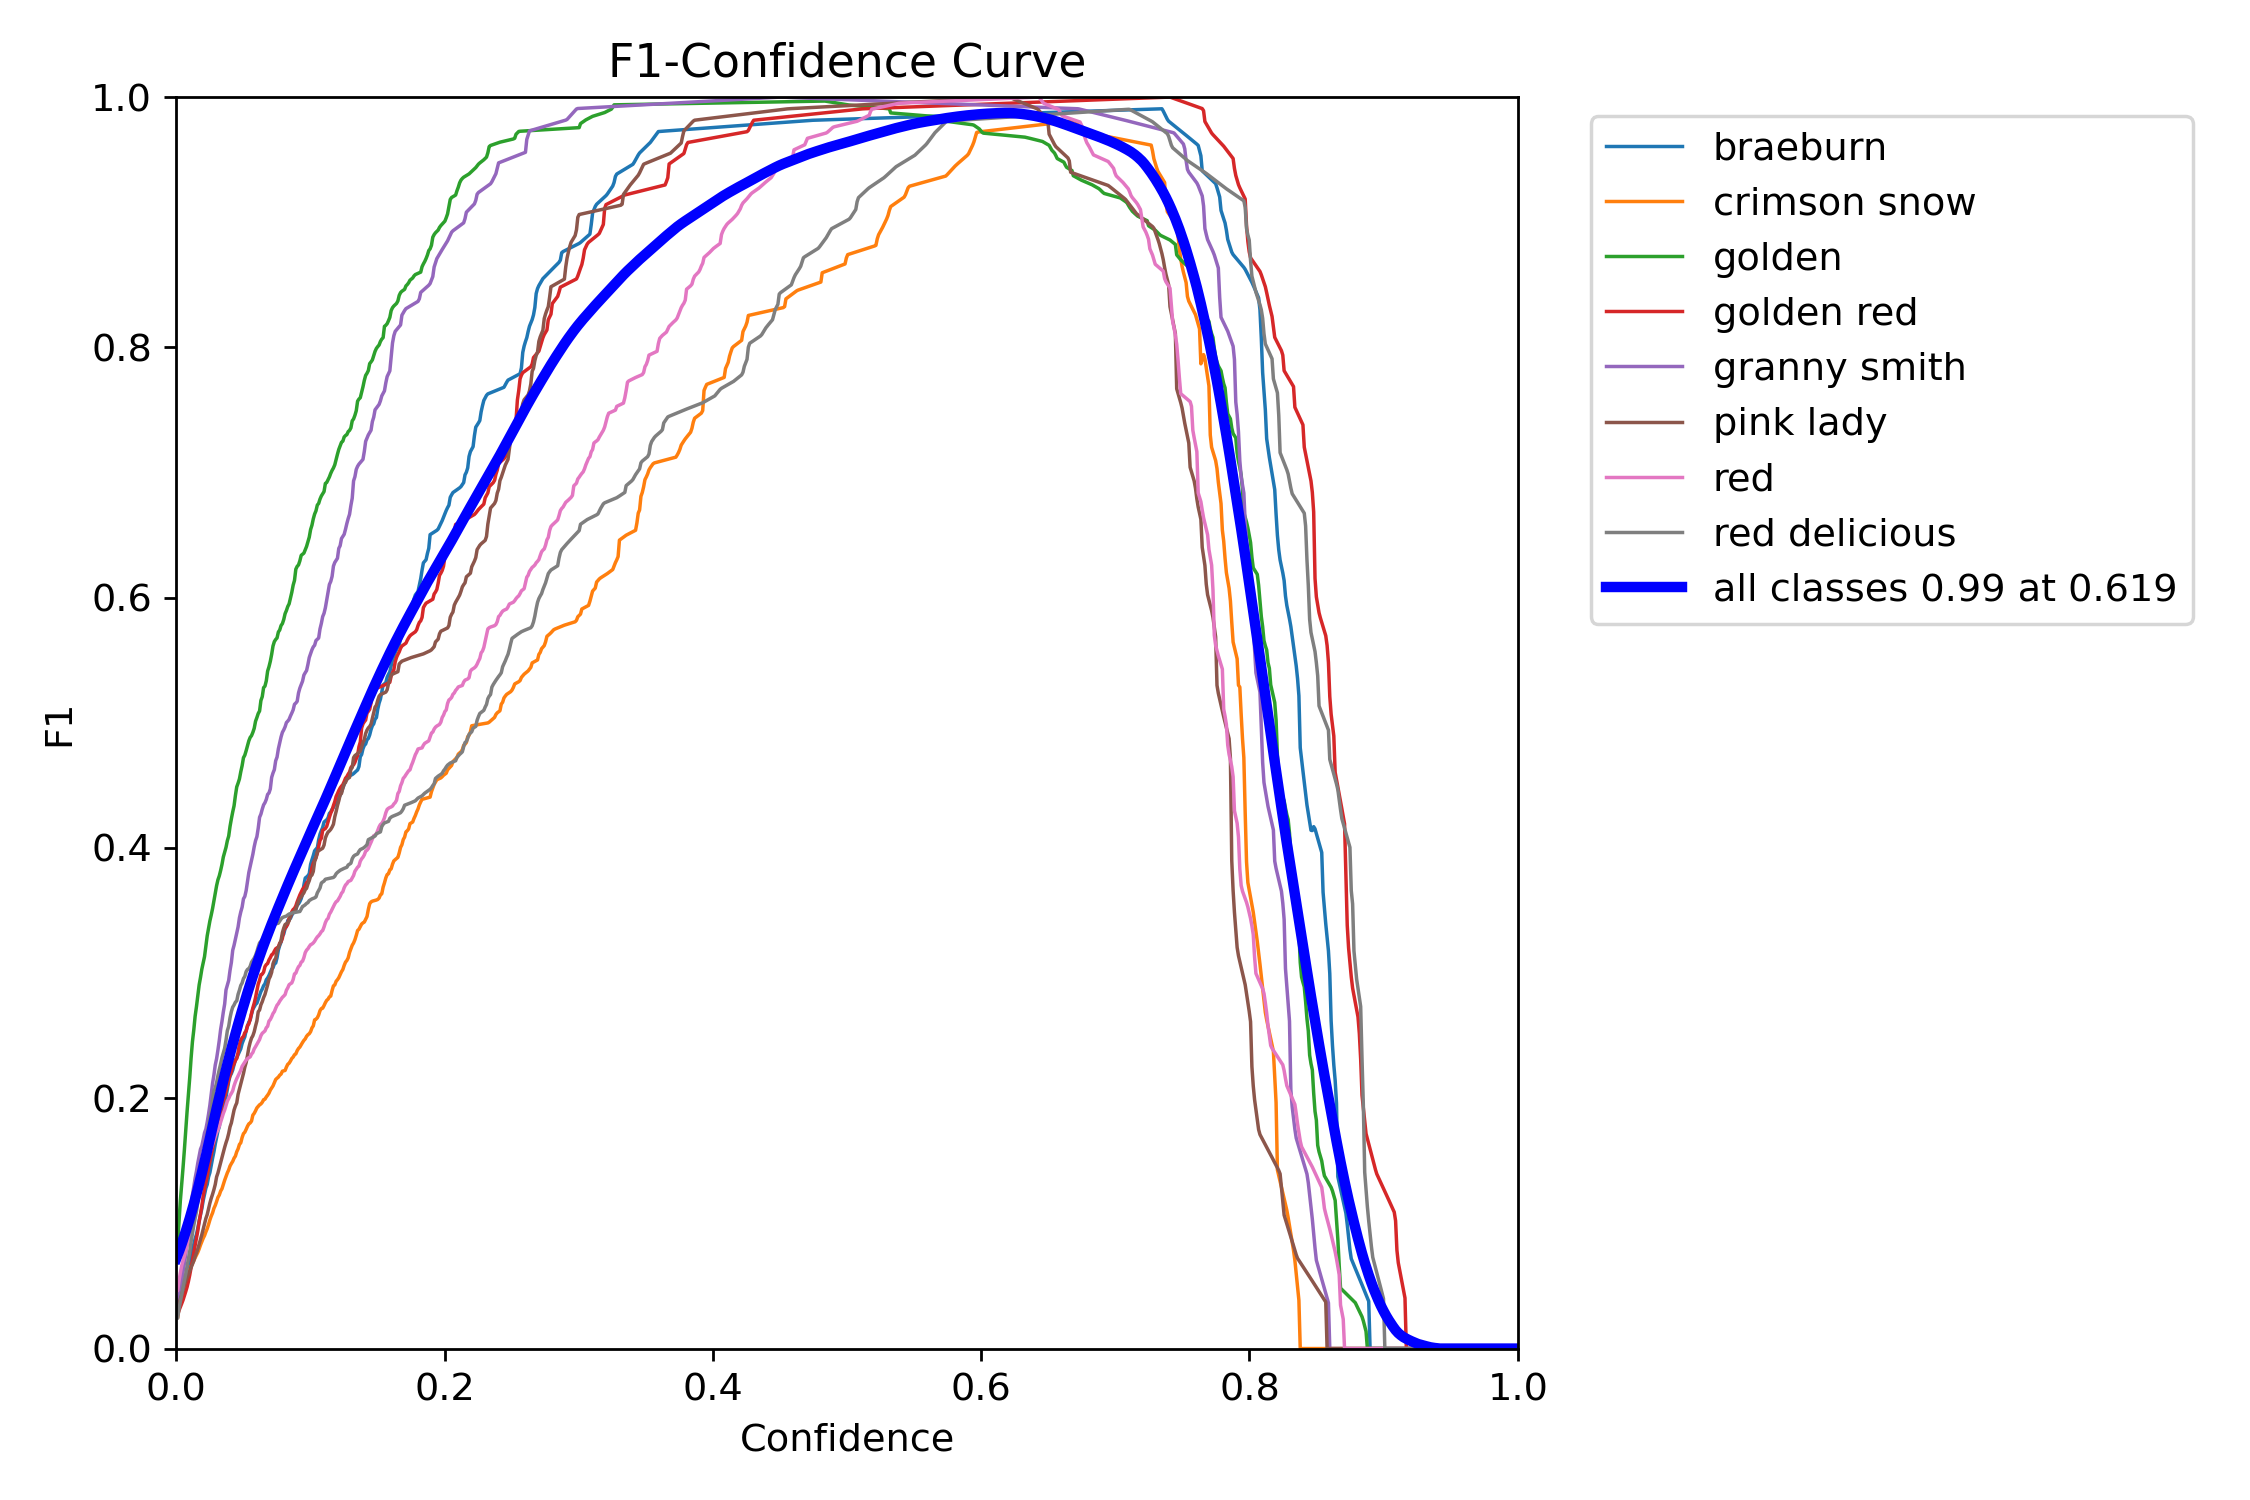 F1-Confidence Curve
1.0
0.8
0.6
0.4
0.2
0.0
F1
0.0 0.2 0.4 0.6 0.8 1.0
Confidence
braeburn
crimson snow
golden
golden red
granny smith
pink lady
red
red delicious
all classes 0.99 at 0.619